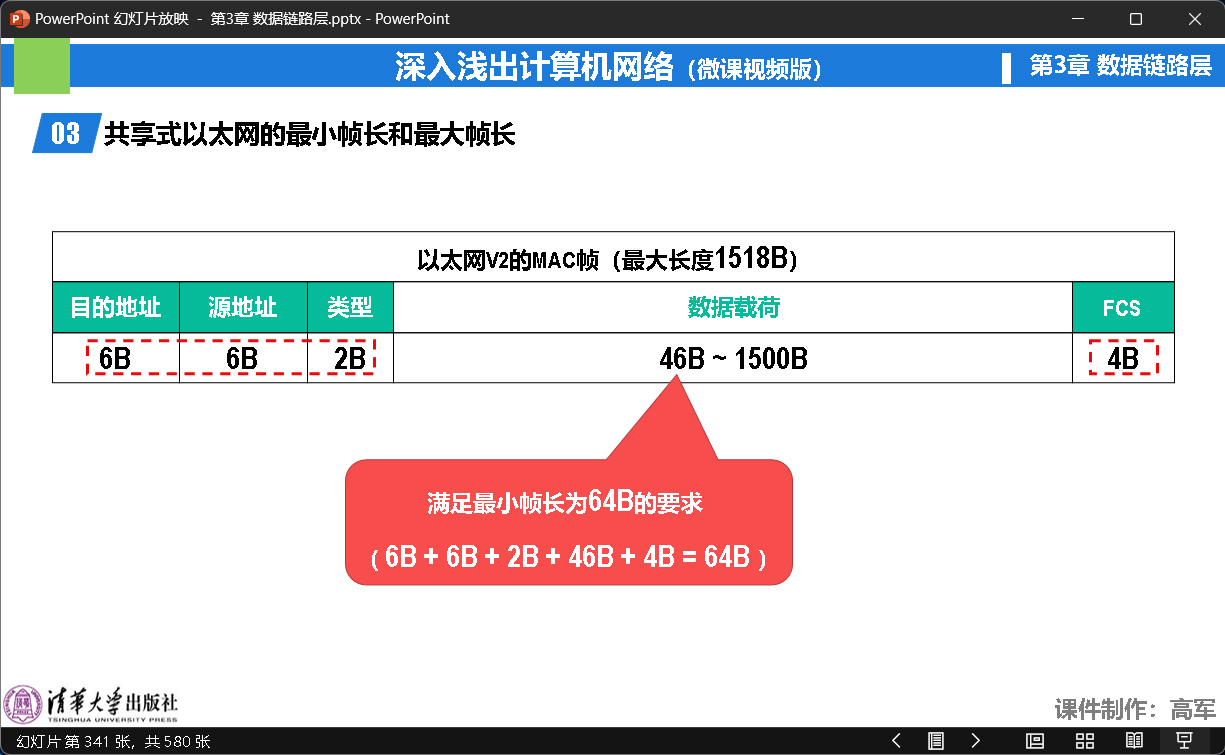 PowerPoint 幻灯片放映 - 第3章 数据链路层.pptx - PowerPoint
深入浅出计算机网络（微课视频版）
第3章 数据链路层
03 共享式以太网的最小帧长和最大帧长
以太网V2的MAC帧（最大长度1518B）
目的地址 源地址 类型 数据载荷 FCS
6B 6B 2B 46B ~ 1500B 4B
满足最小帧长为64B的要求
（6B + 6B + 2B + 46B + 4B = 64B）
清华大学出版社
TSINGHUA UNIVERSITY PRESS
课件制作：高军
幻灯片 第 341 张，共 580 张